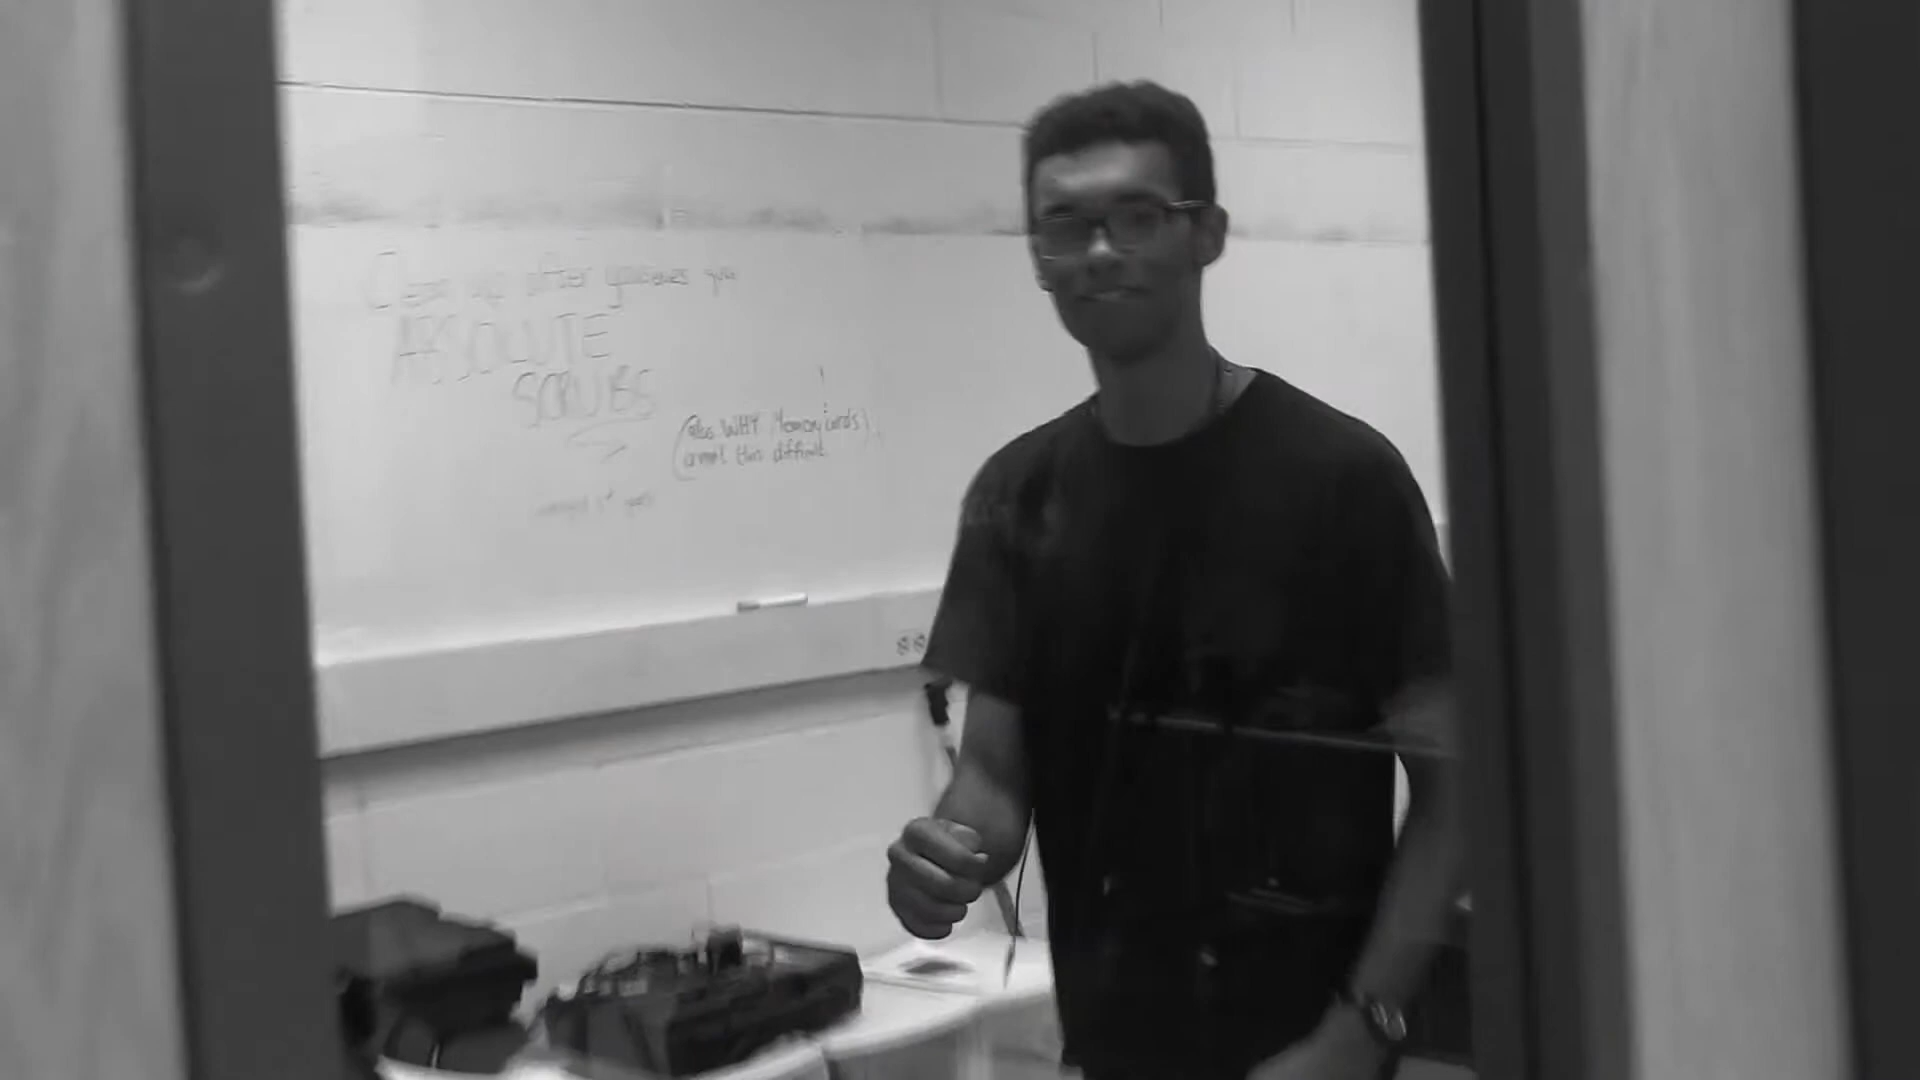 Clean up after yourselves you
ABSOLUTE
SCRUBS
(also WHY Memory cards)
aren't this difficult